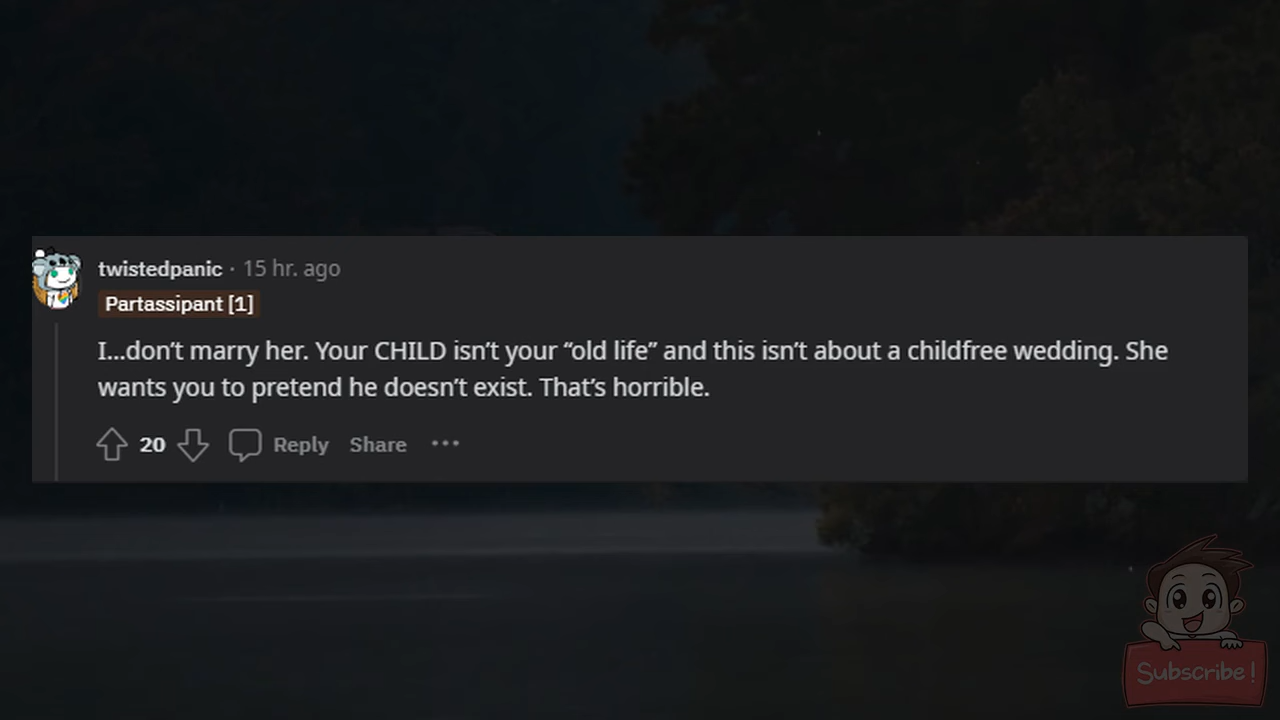 twistedpanic · 15 hr. ago
Partassipant [1]
I...don’t marry her. Your CHILD isn’t your “old life” and this isn’t about a childfree wedding. She
wants you to pretend he doesn’t exist. That’s horrible.
20 Reply Share ···
Subscribe!